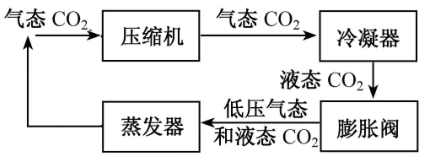 气态 CO₂
压缩机
气态 CO₂
冷凝器
液态 CO₂
膨胀阀
低压气态
和液态 CO₂
蒸发器